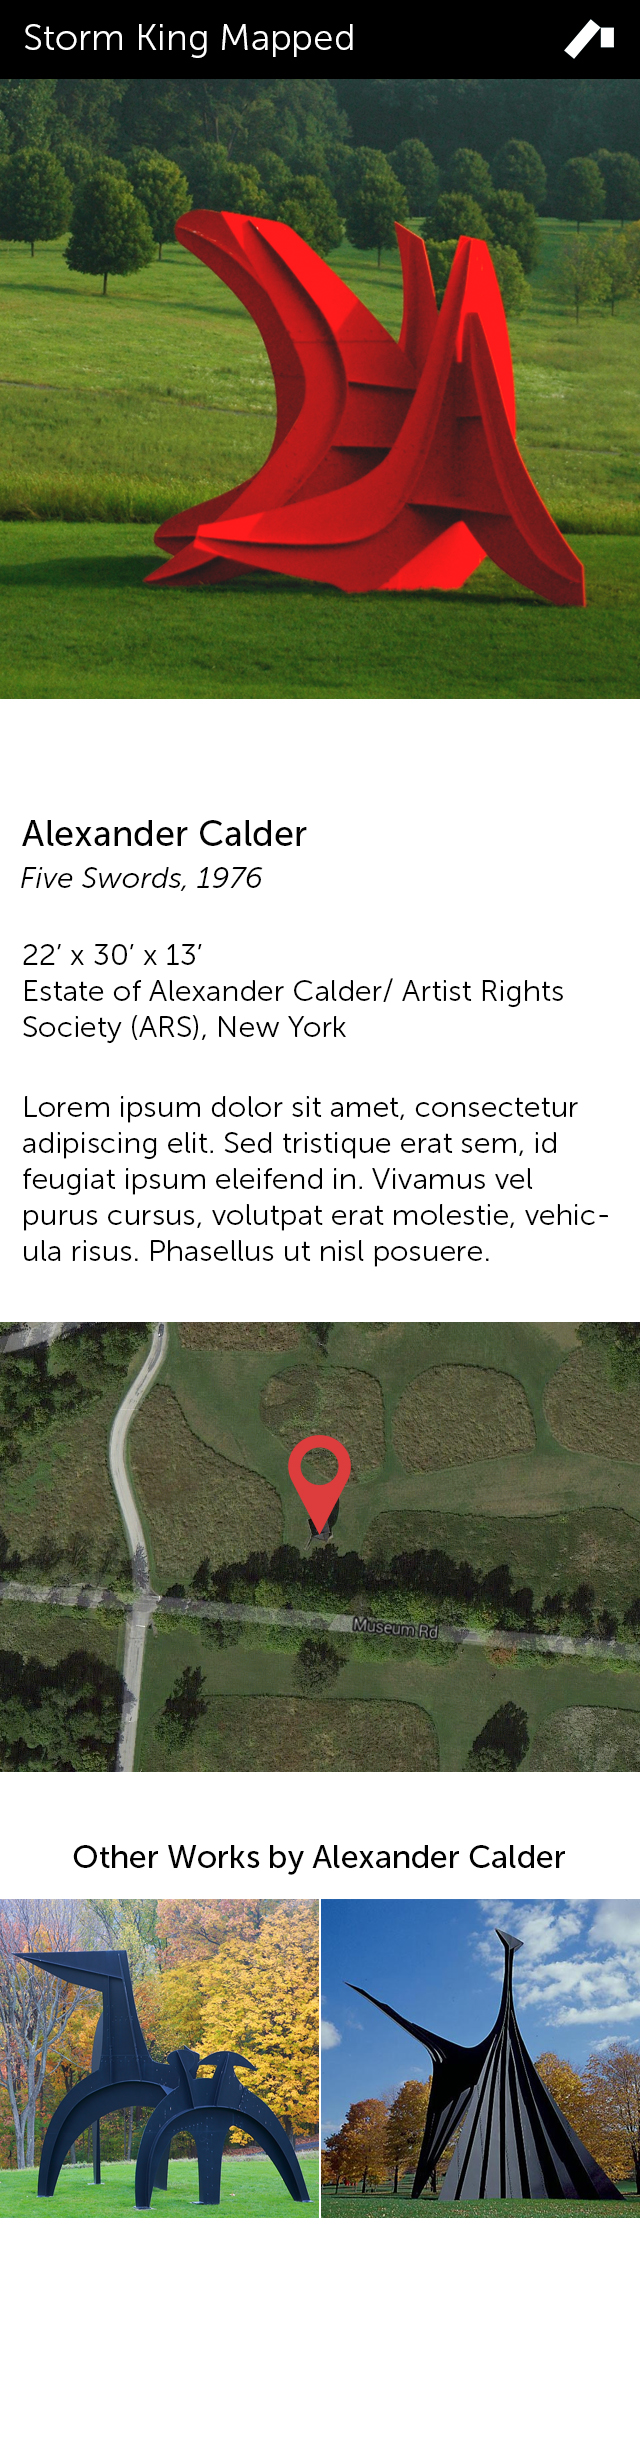 Storm King Mapped
Alexander Calder
Five Swords, 1976
22’ x 30’ x 13’
Estate of Alexander Calder/ Artist Rights
Society (ARS), New York
Lorem ipsum dolor sit amet, consectetur
adipiscing elit. Sed tristique erat sem, id
feugiat ipsum eleifend in. Vivamus vel
purus cursus, volutpat erat molestie, vehic-
ula risus. Phasellus ut nisl posuere.
Museum Rd
Other Works by Alexander Calder